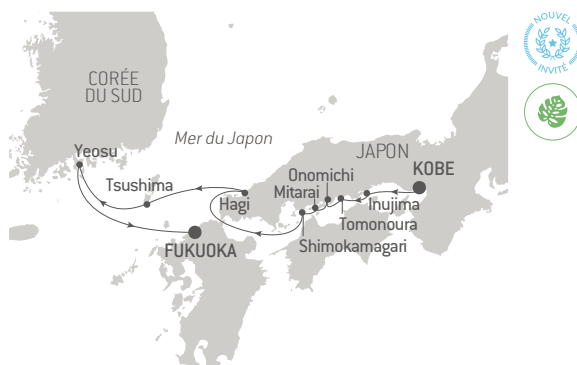 NOUVEL
INVITÉ
CORÉE
DU SUD
Mer du Japon
Yeosu
JAPON
Onomichi
KOBE
Tsushima
Mitarai
Hagi
Inujima
Tomonoura
FUKUOKA
Shimokamagari